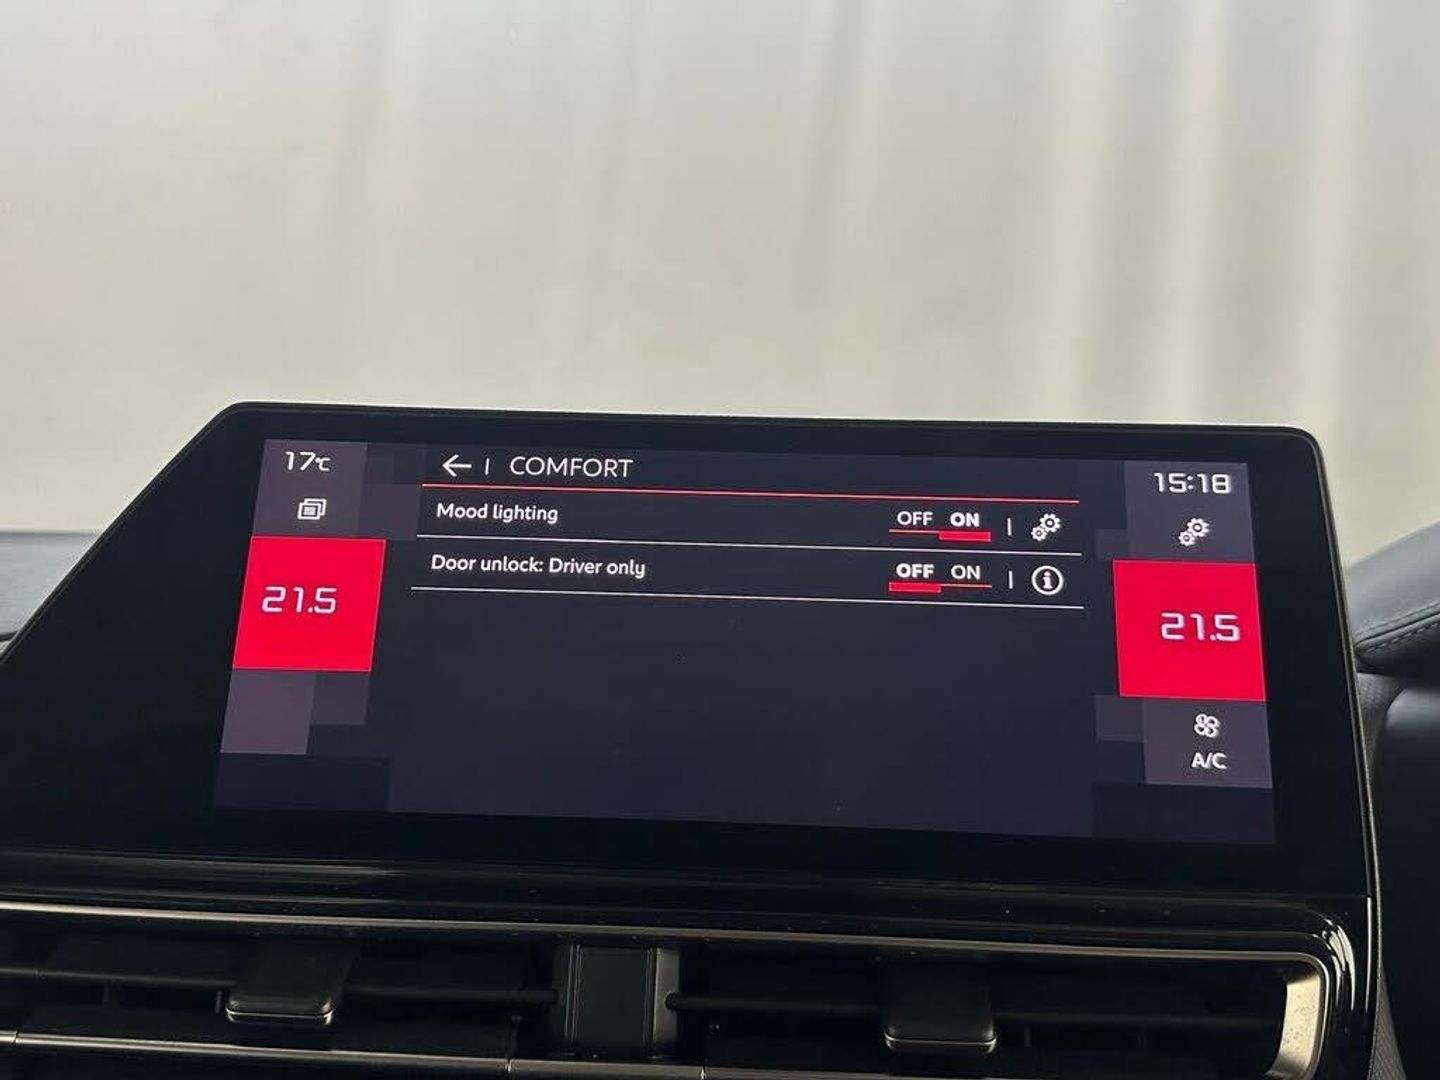 17°C
COMFORT
15:18
Mood lighting OFF ON
Door unlock: Driver only OFF ON
21.5
21.5
A/C